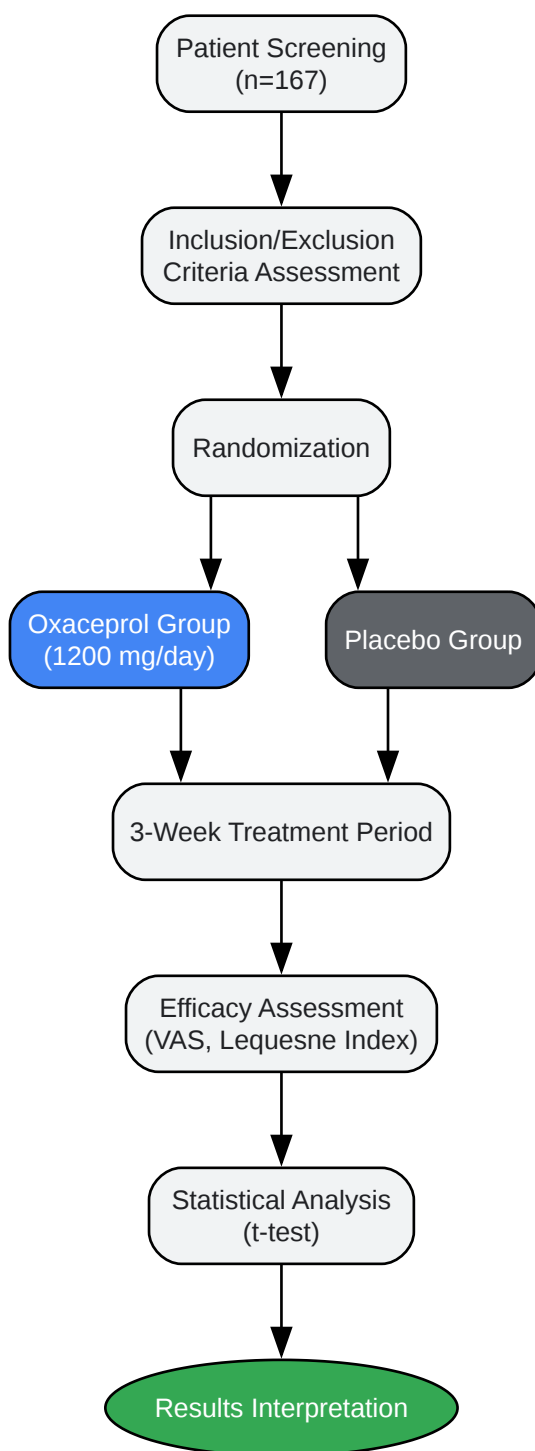 Patient Screening
(n=167)
Inclusion/Exclusion
Criteria Assessment
Randomization
Oxaceprol Group
(1200 mg/day)
Placebo Group
3-Week Treatment Period
Efficacy Assessment
(VAS, Lequesne Index)
Statistical Analysis
(t-test)
Results Interpretation